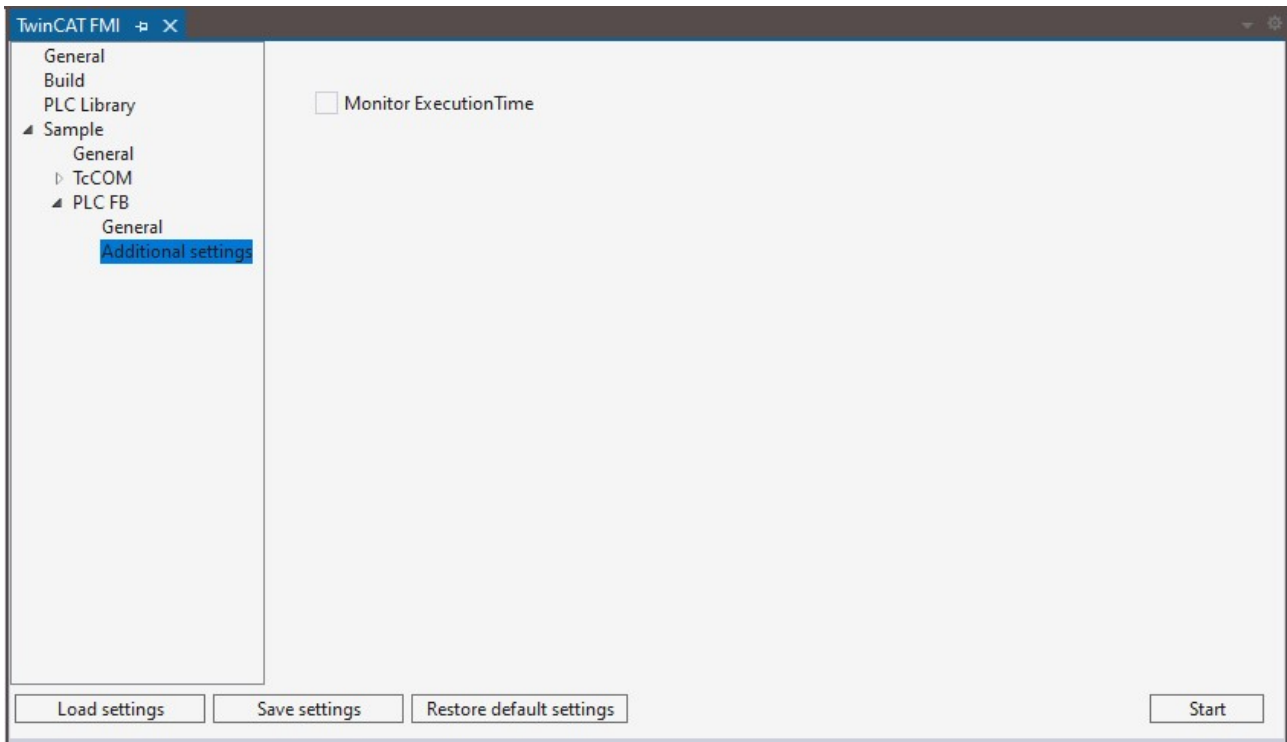 TwinCAT FMI
General
Build
PLC Library
Sample
General
TcCOM
PLC FB
General
Additional settings
Monitor ExecutionTime
Load settings
Save settings
Restore default settings
Start